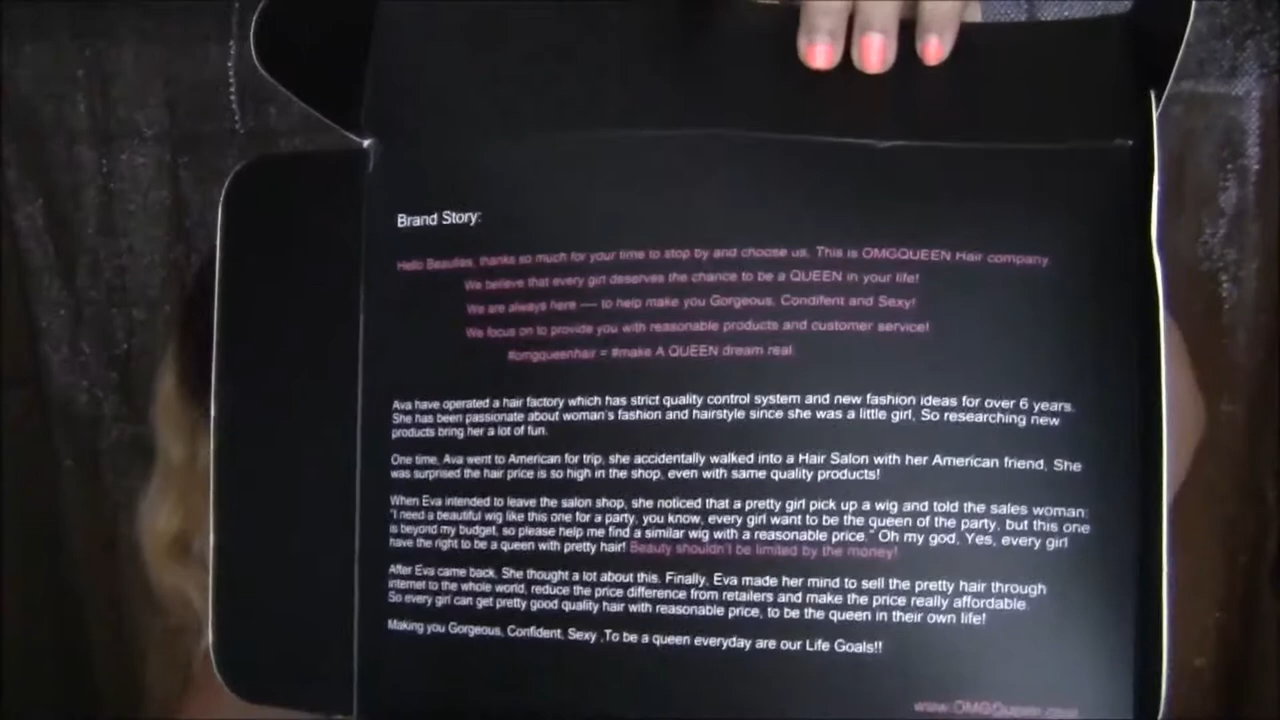 Brand Story:
Hello Beauties, thanks so much for your time to stop by and choose us. This is OMGQUEEN Hair company.
We believe that every girl deserves the chance to be a QUEEN in your life!
We are always here ---- to help make you Gorgeous, Condifent and Sexy!
We focus on to provide you with reasonable products and customer service!
#omgqueenhair = #make A QUEEN dream real
Ava have operated a hair factory which has strict quality control system and new fashion ideas for over 6 years.
She has been passionate about woman's fashion and hairstyle since she was a little girl, So researching new
products bring her a lot of fun.
One time, Ava went to American for trip, she accidentally walked into a Hair Salon with her American friend, She
was surprised the hair price is so high in the shop, even with same quality products!
When Eva intended to leave the salon shop, she noticed that a pretty girl pick up a wig and told the sales woman:
"I need a beautiful wig like this one for a party, you know, every girl want to be the queen of the party, but this one
is beyond my budget, so please help me find a similar wig with a reasonable price." Oh my god, Yes, every girl
have the right to be a queen with pretty hair! Beauty shouldn't be limited by the money!
After Eva came back, She thought a lot about this. Finally, Eva made her mind to sell the pretty hair through
internet to the whole world, reduce the price difference from retailers and make the price really affordable.
So every girl can get pretty good quality hair with reasonable price, to be the queen in their own life!
Making you Gorgeous, Confident, Sexy ,To be a queen everyday are our Life Goals!!
www.OMGQueen.com